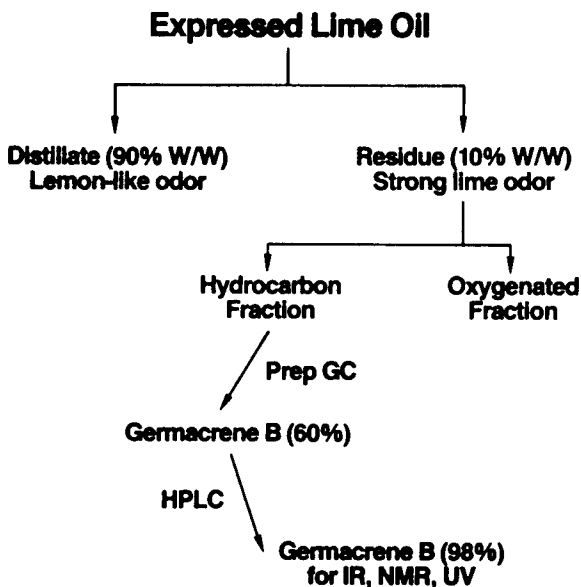 Expressed Lime Oil
Distillate (90% W/W)
Lemon-like odor
Residue (10% W/W)
Strong lime odor
Hydrocarbon
Fraction
Oxygenated
Fraction
Prep GC
Germacrene B (60%)
HPLC
Germacrene B (98%)
for IR, NMR, UV